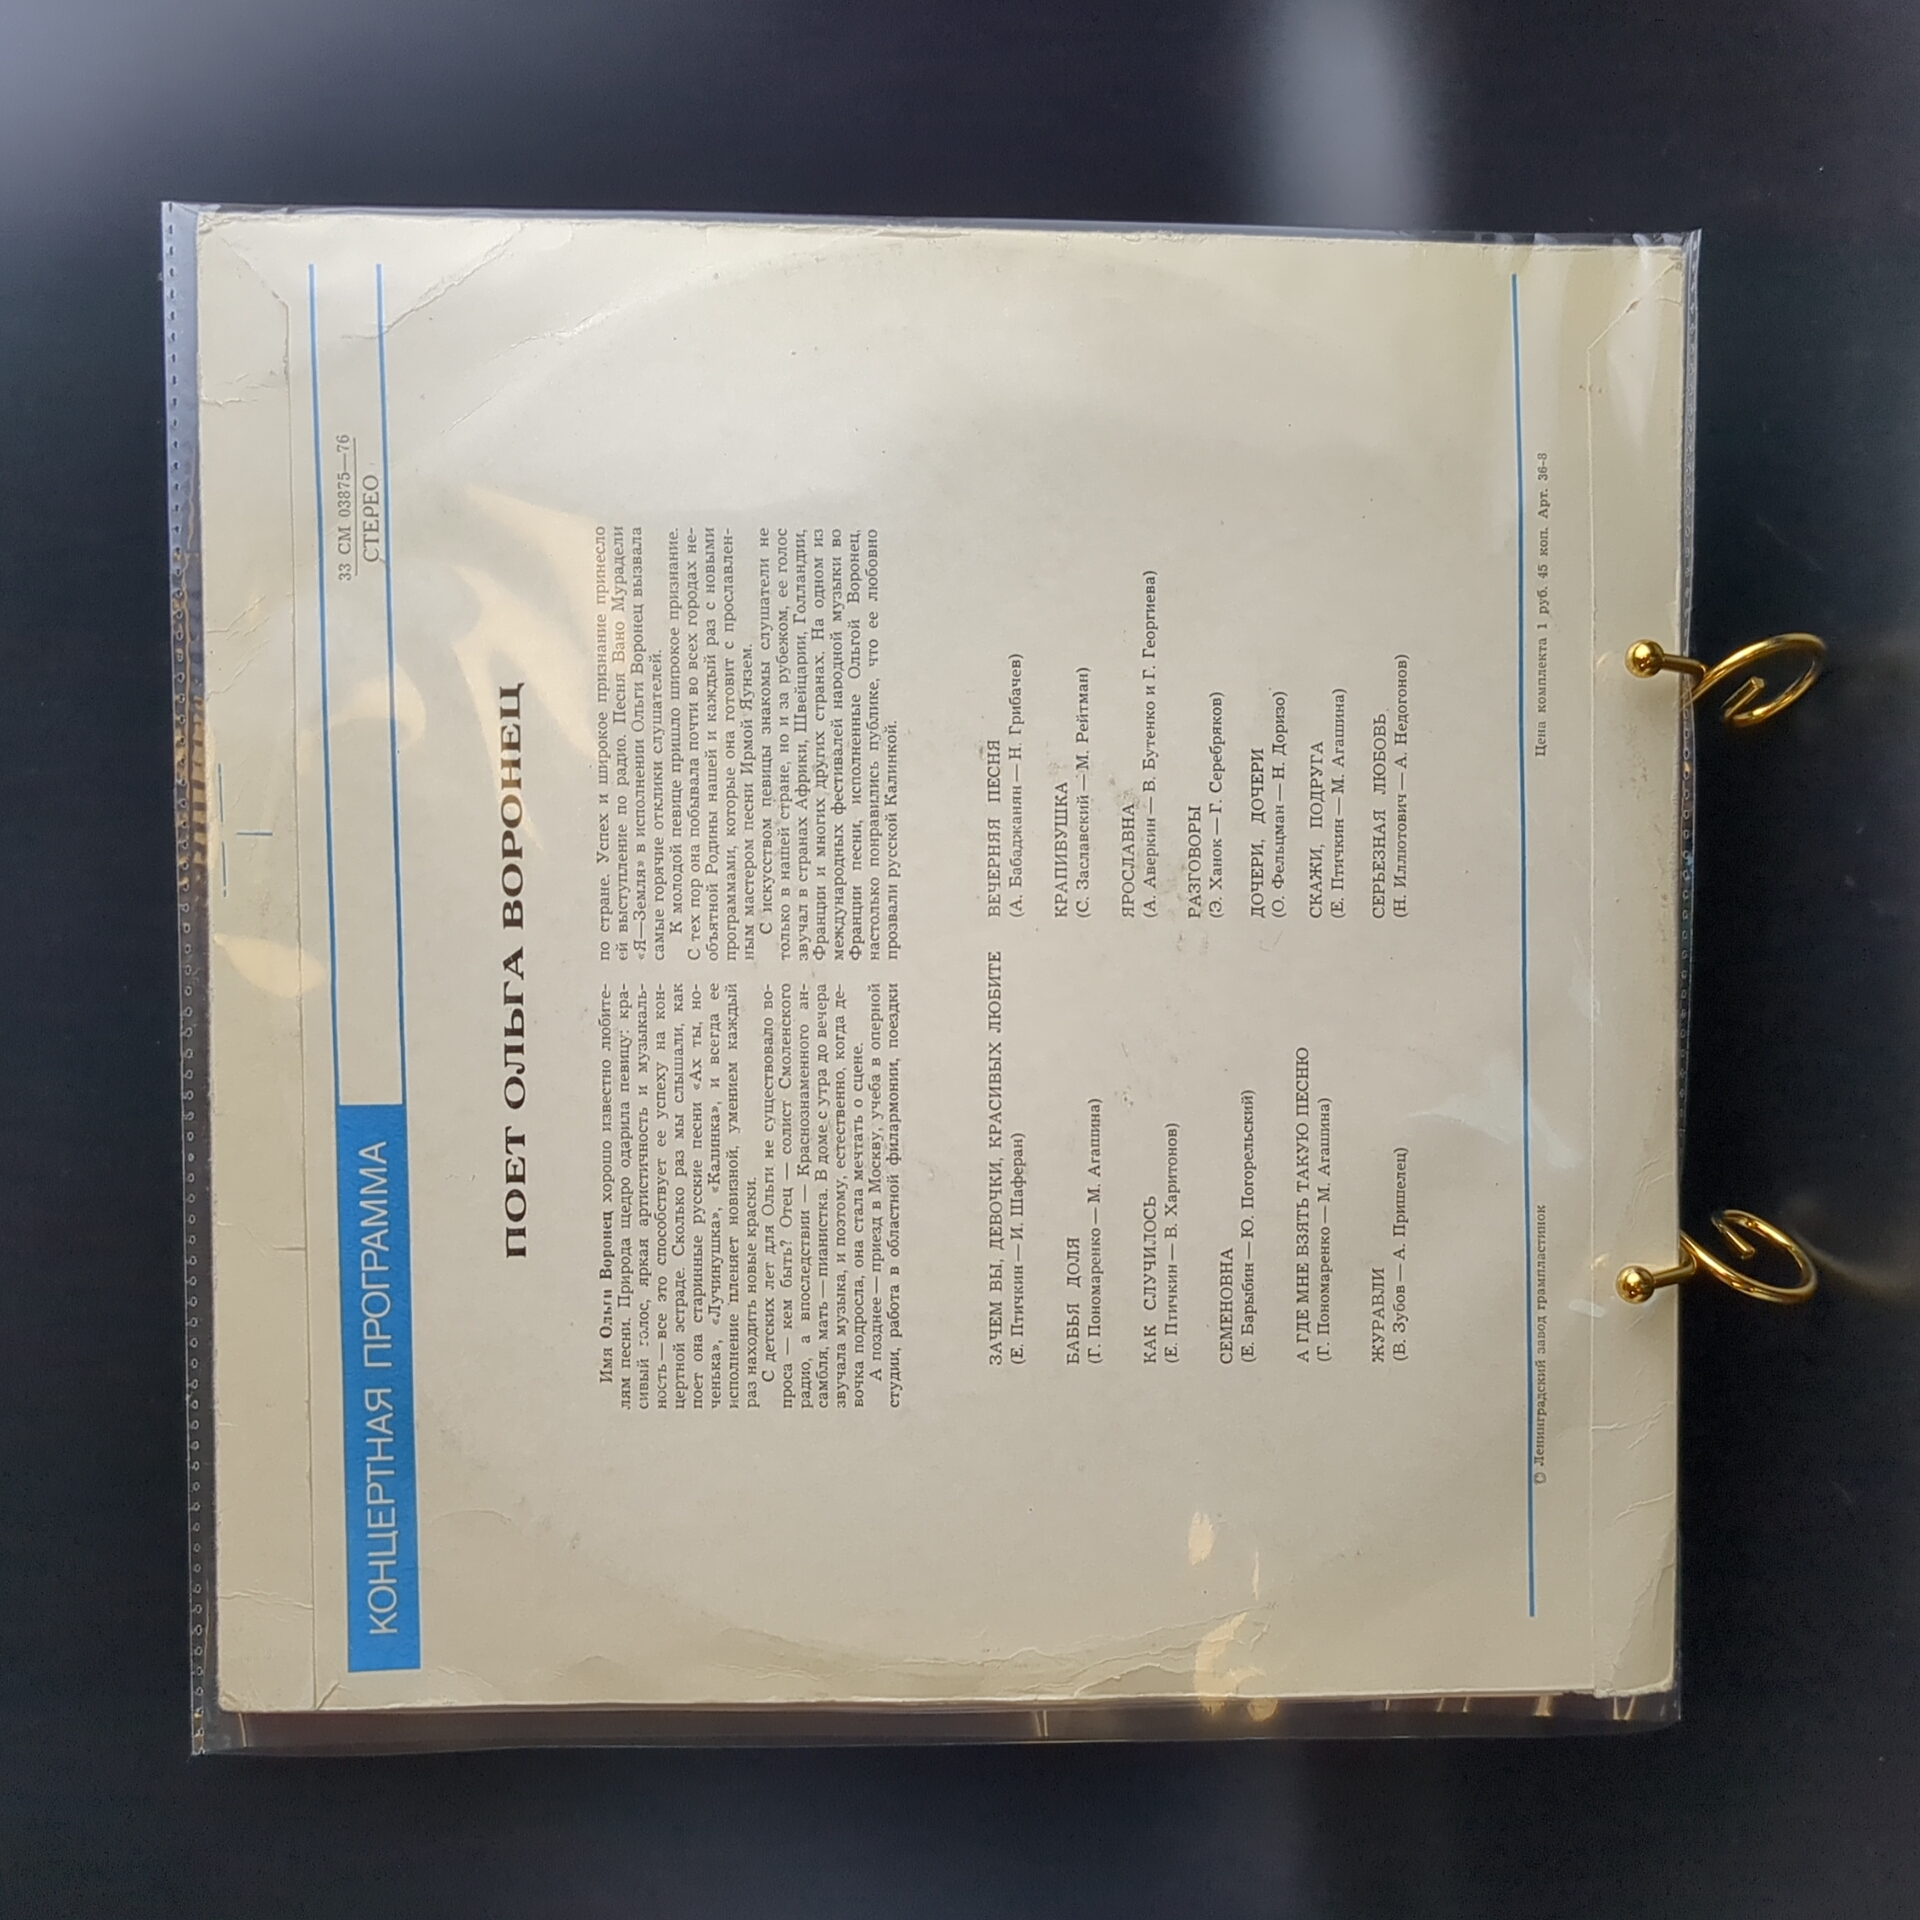 33 СМ 03875—76
СТЕРЕО
КОНЦЕРТНАЯ ПРОГРАММА
ПОЕТ ОЛЬГА ВОРОНЕЦ
Имя Ольги Воронец хорошо известно любите-
лям песни. Природа щедро одарила певицу: кра-
сивый голос, яркая артистичность и музыкаль-
ность — все это способствует ее успеху на кон-
цертной эстраде. Сколько раз мы слышали, как
поет она старинные русские песни «Ах ты, но-
ченька», «Лучинушка», «Калинка», и всегда ее
исполнение пленяет новизной, умением каждый
раз находить новые краски.
С детских лет для Ольги не существовало во-
проса — кем быть? Отец — солист Смоленского
радио, а впоследствии — Краснознаменного ан-
самбля, мать — пианистка. В доме с утра до вечера
звучала музыка, и поэтому, естественно, когда де-
вочка подросла, она стала мечтать о сцене.
А позднее — приезд в Москву, учеба в оперной
студии, работа в областной филармонии, поездки
по стране. Успех и широкое признание принесло
ей выступление по радио. Песня Вано Мурадели
«Я—Земля» в исполнении Ольги Воронец вызвала
самые горячие отклики слушателей.
К молодой певице пришло широкое признание.
С тех пор она побывала почти во всех городах не-
объятной Родины нашей и каждый раз с новыми
программами, которые она готовит с прославлен-
ным мастером песни Ирмой Яунзем.
С искусством певицы знакомы слушатели не
только в нашей стране, но и за рубежом, ее голос
звучал в странах Африки, Швейцарии, Голландии,
Франции и многих других странах. На одном из
международных фестивалей народной музыки во
Франции песни, исполненные Ольгой Воронец,
настолько понравились публике, что ее любовно
прозвали русской Калинкой.
ЗАЧЕМ ВЫ, ДЕВОЧКИ, КРАСИВЫХ ЛЮБИТЕ
(Е. Птичкин — И. Шаферан)
БАБЬЯ ДОЛЯ
(Г. Пономаренко — М. Агашина)
КАК СЛУЧИЛОСЬ
(Е. Птичкин — В. Харитонов)
СЕМЕНОВНА
(Е. Барыбин — Ю. Погорельский)
А ГДЕ МНЕ ВЗЯТЬ ТАКУЮ ПЕСНЮ
(Г. Пономаренко — М. Агашина)
ЖУРАВЛИ
(В. Зубов — А. Пришелец)
ВЕЧЕРНЯЯ ПЕСНЯ
(А. Бабаджанян — Н. Грибачев)
КРАПИВУШКА
(С. Заславский — М. Рейтман)
ЯРОСЛАВНА
(А. Аверкин — В. Бутенко и Г. Георгиева)
РАЗГОВОРЫ
(Э. Ханок — Г. Серебряков)
ДОЧЕРИ, ДОЧЕРИ
(О. Фельцман — Н. Доризо)
СКАЖИ, ПОДРУГА
(Е. Птичкин — М. Агашина)
СЕРЬЕЗНАЯ ЛЮБОВЬ
(Н. Иллютович — А. Недогонов)
© Ленинградский завод грампластинок
Цена комплекта 1 руб. 45 коп. Арт. 36-8